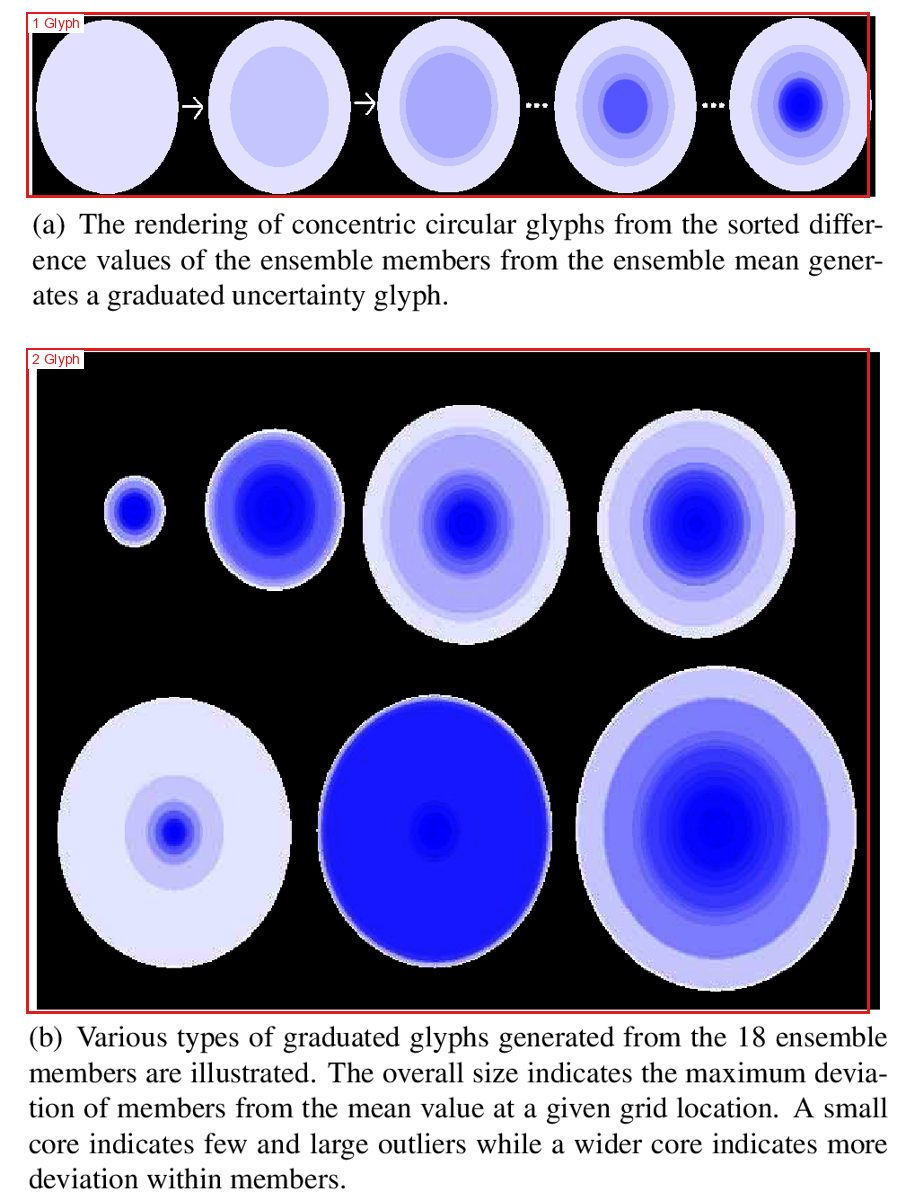 1 Glyph
(a) The rendering of concentric circular glyphs from the sorted differ-
ence values of the ensemble members from the ensemble mean gener-
ates a graduated uncertainty glyph.
2 Glyph
(b) Various types of graduated glyphs generated from the 18 ensemble
members are illustrated. The overall size indicates the maximum devia-
tion of members from the mean value at a given grid location. A small
core indicates few and large outliers while a wider core indicates more
deviation within members.